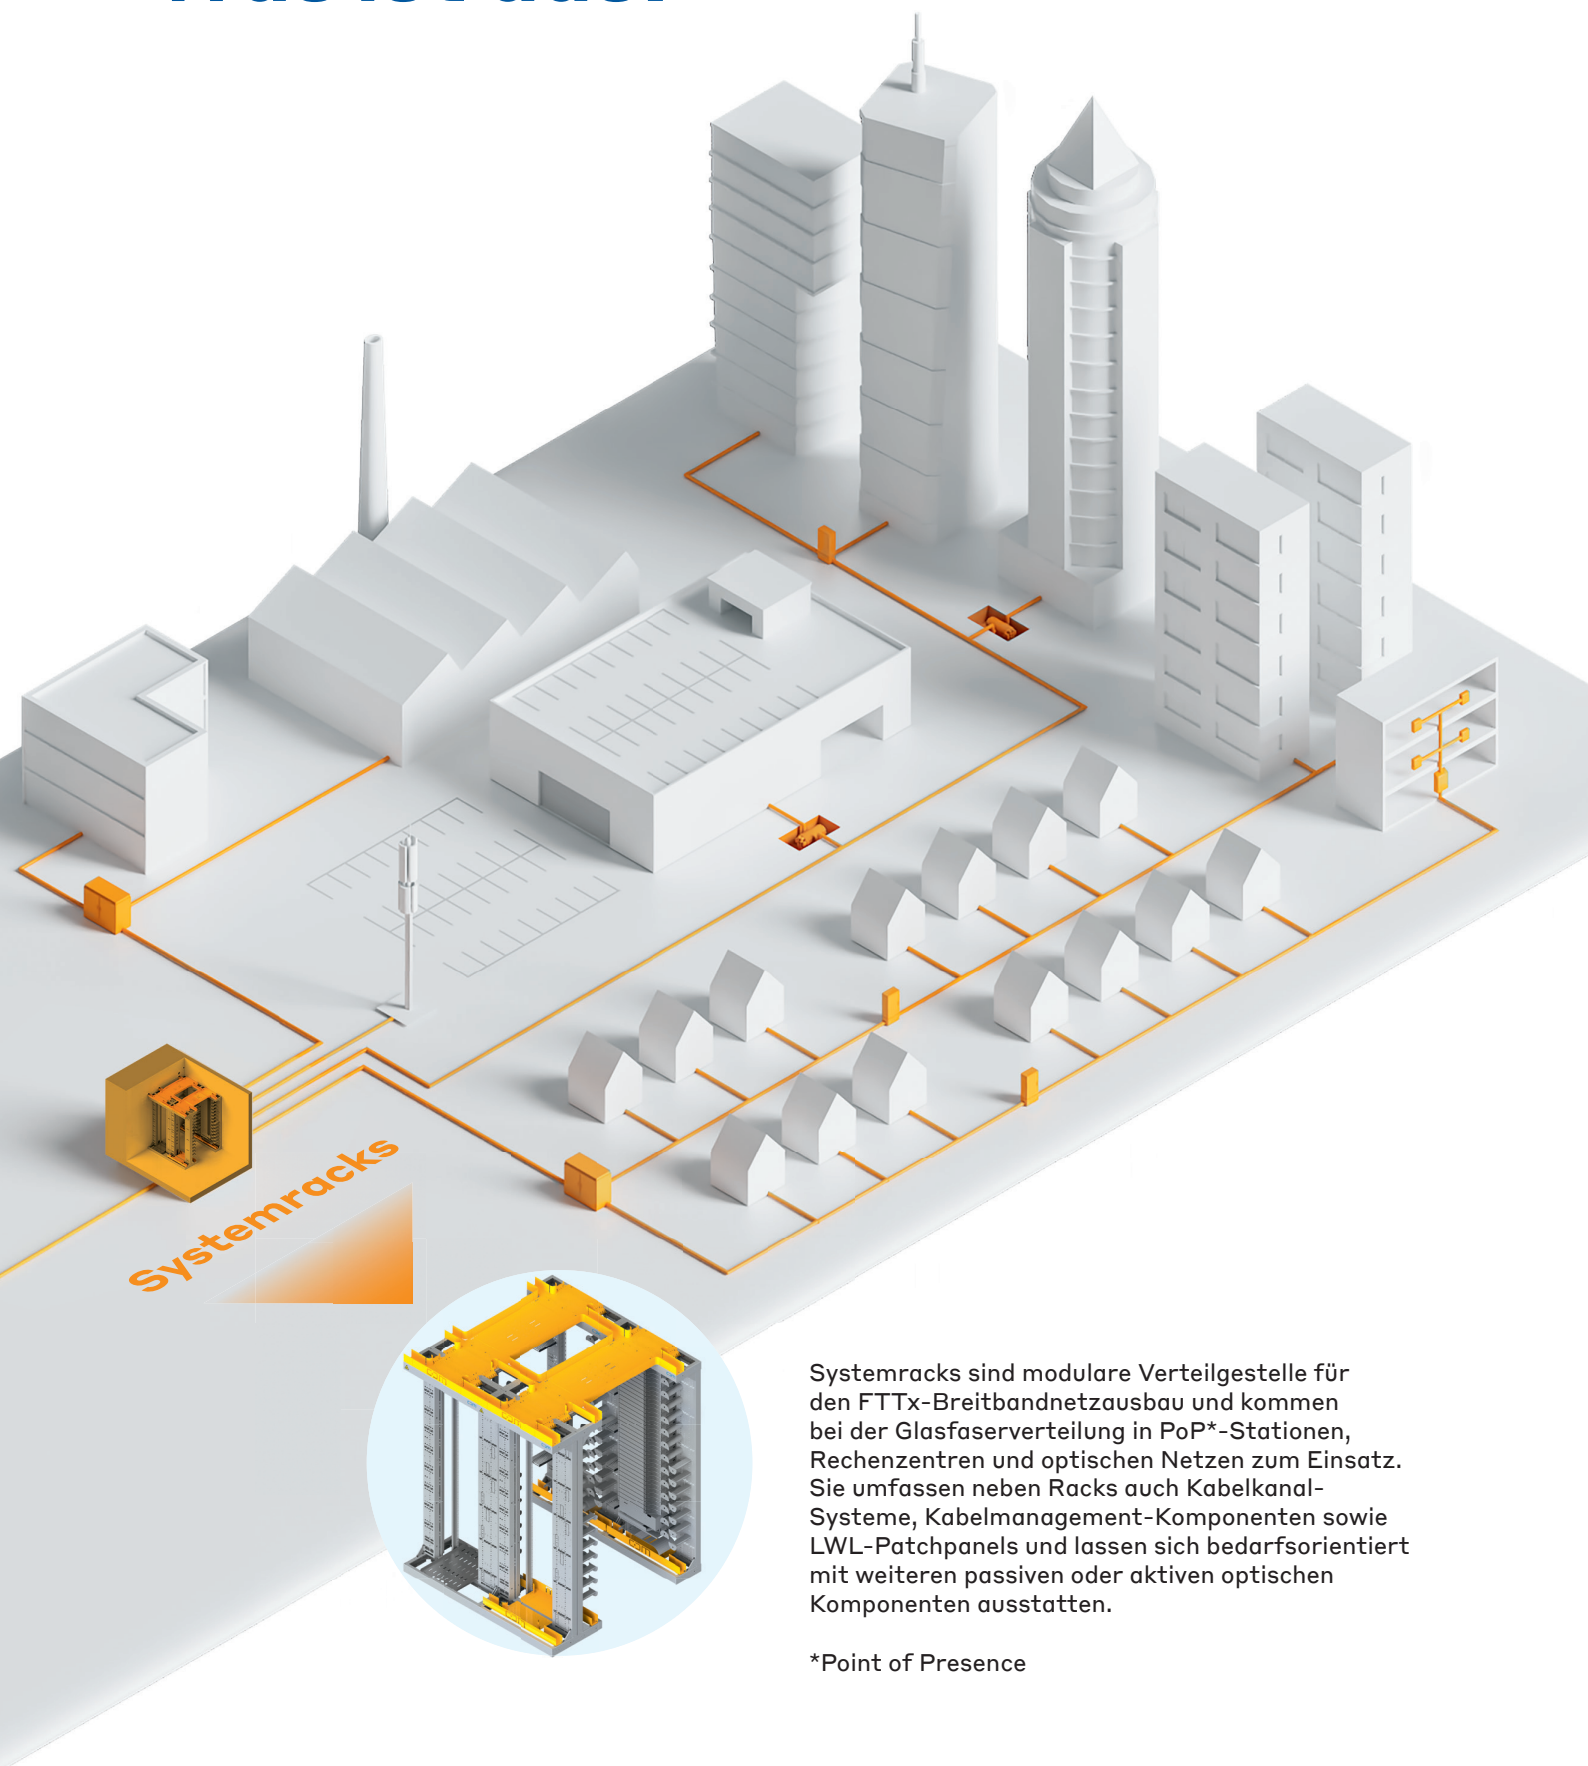 Systemracks
Systemracks sind modulare Verteilgestelle für
den FTTx-Breitbandnetzausbau und kommen
bei der Glasfaserverteilung in PoP*-Stationen,
Rechenzentren und optischen Netzen zum Einsatz.
Sie umfassen neben Racks auch Kabelkanal-
Systeme, Kabelmanagement-Komponenten sowie
LWL-Patchpanels und lassen sich bedarfsorientiert
mit weiteren passiven oder aktiven optischen
Komponenten ausstatten.
*Point of Presence